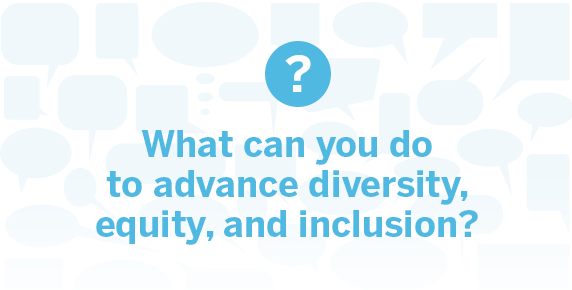 ?
What can you do
to advance diversity,
equity, and inclusion?